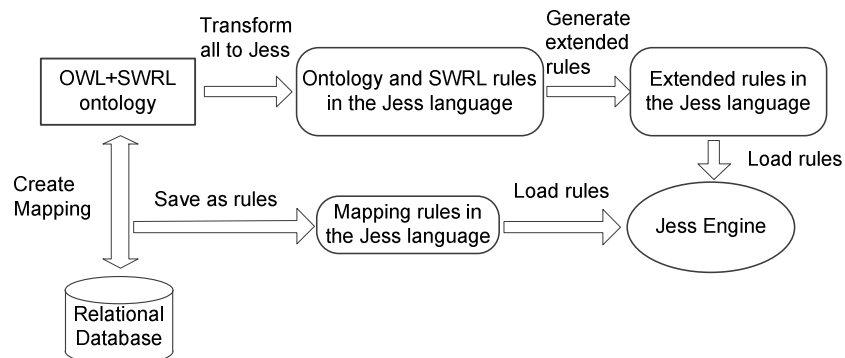 Transform
all to Jess
Generate
extended
rules
OWL+SWRL
ontology
Ontology and SWRL rules
in the Jess language
Extended rules in
the Jess language
Load rules
Create
Mapping
Save as rules
Mapping rules in
the Jess language
Load rules
Jess Engine
Relational
Database